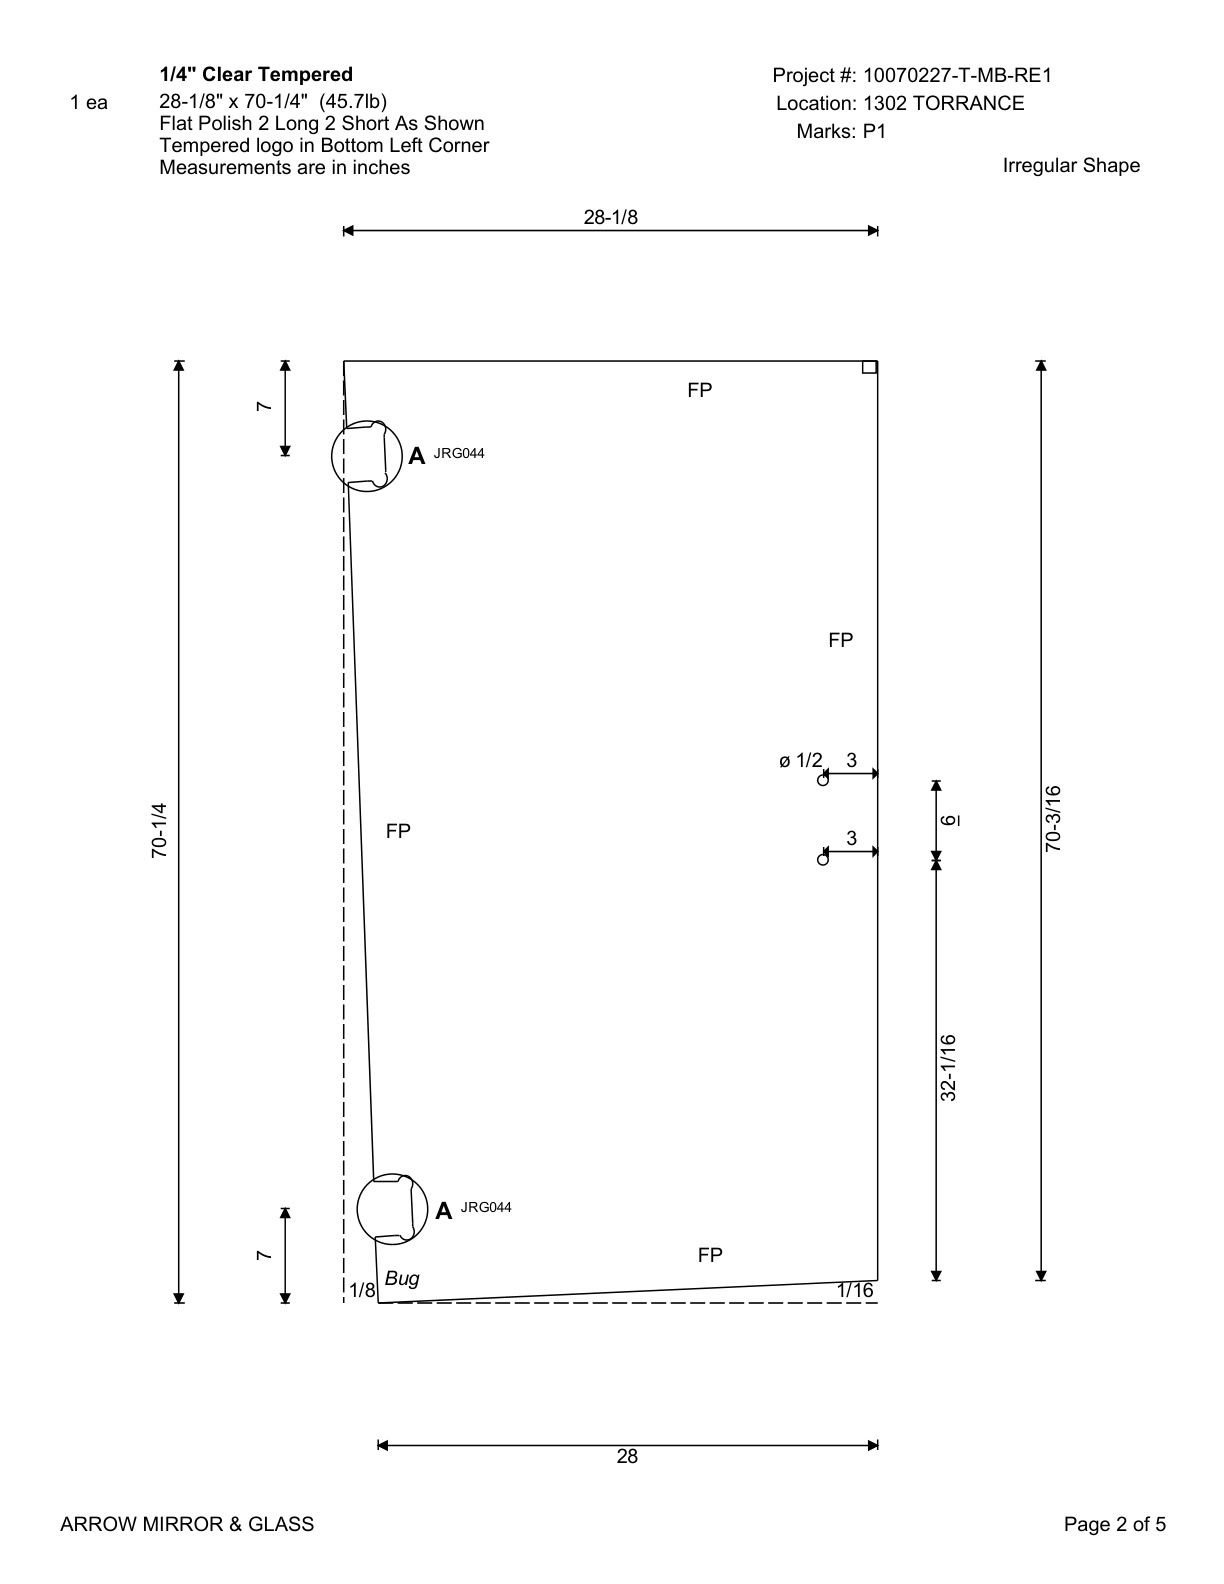 1/4" Clear Tempered
Project #: 10070227-T-MB-RE1
1 ea
28-1/8" x 70-1/4" (45.7lb)
Location: 1302 TORRANCE
Flat Polish 2 Long 2 Short As Shown
Marks: P1
Tempered logo in Bottom Left Corner
Measurements are in inches
Irregular Shape
28-1/8
FP
7
A JRG044
FP
ø 1/2
3
70-1/4
6
70-3/16
FP
3
32-1/16
A JRG044
7
FP
Bug
1/8
1/16
28
ARROW MIRROR & GLASS
Page 2 of 5